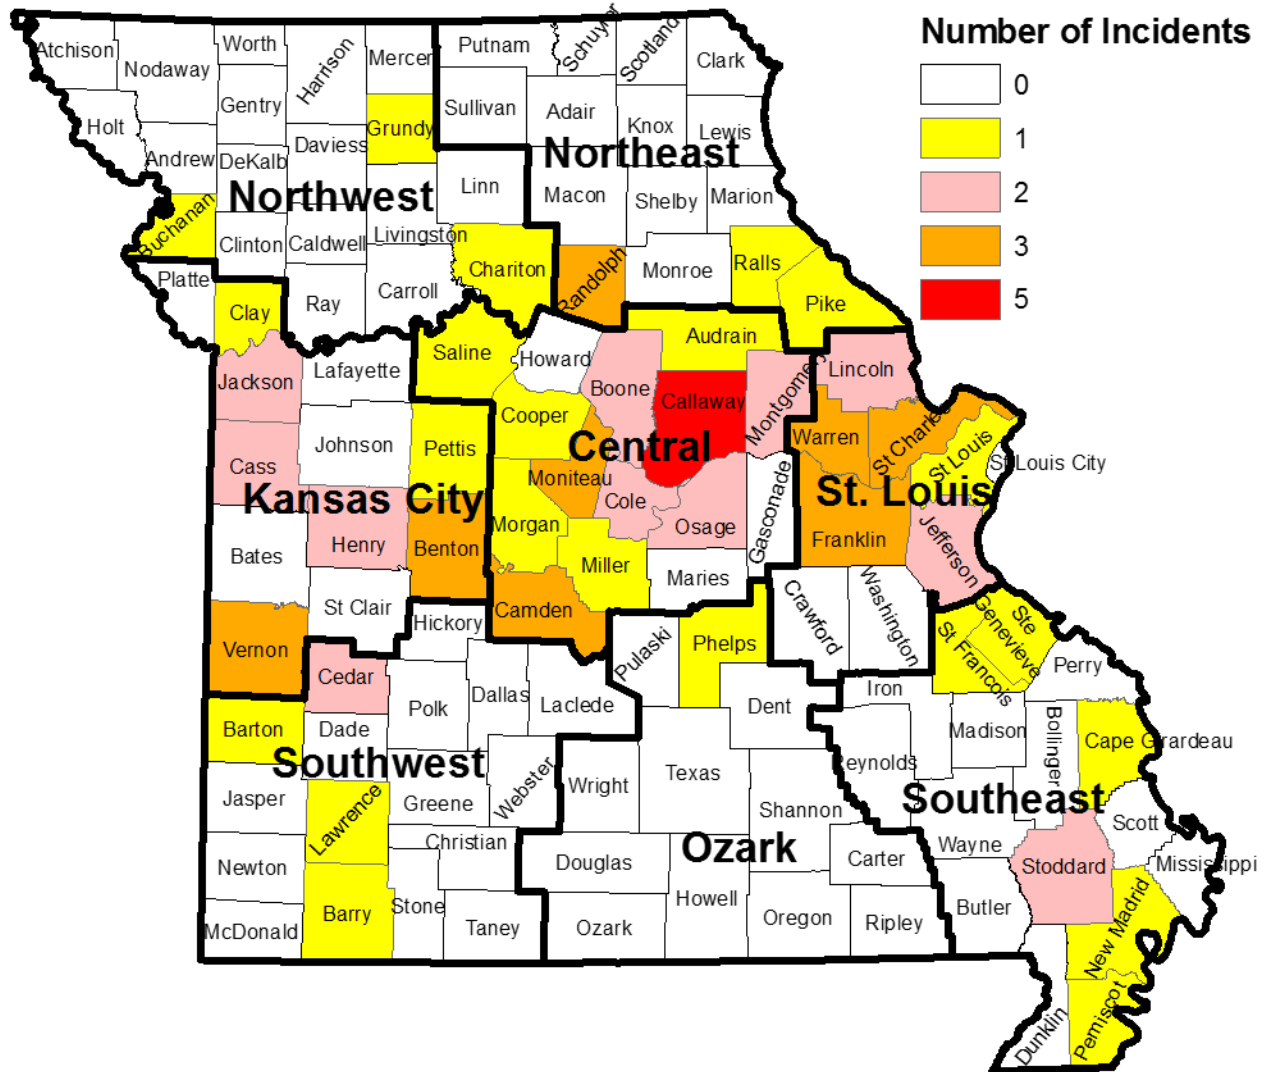 Number of Incidents
0
1
2
3
5
Atchison
Nodaway
Worth
Harrison
Mercer
Putnam
Schuyler
Scotland
Clark
Gentry
Sullivan
Adair
Knox
Lewis
Holt
Grundy
Andrew
DeKalb
Daviess
Northeast
Northwest
Linn
Macon
Shelby
Marion
Buchanan
Clinton
Caldwell
Livingston
Chariton
Randolph
Monroe
Ralls
Platte
Clay
Ray
Carroll
Pike
Saline
Howard
Audrain
Jackson
Lafayette
Boone
Callaway
Montgomery
Lincoln
Cooper
Johnson
Pettis
Central
Warren
St Charles
St Louis
St Louis City
Cass
Kansas City
Moniteau
Cole
Osage
Gasconade
St. Louis
Morgan
Franklin
Jefferson
Bates
Henry
Benton
Miller
Maries
St Clair
Camden
Hickory
Crawford
Washington
Ste
Genevieve
St Francois
Vernon
Cedar
Pulaski
Phelps
Perry
Polk
Dallas
Laclede
Dent
Iron
Barton
Dade
Madison
Bollinger
Cape Girardeau
Southwest
Webster
Wright
Texas
Reynolds
Jasper
Lawrence
Greene
Shannon
Southeast
Scott
Christian
Wayne
Newton
Douglas
Ozark
Carter
Stoddard
Mississippi
Barry
Stone
Howell
Butler
New Madrid
McDonald
Taney
Ozark
Oregon
Ripley
Dunklin
Pemiscot